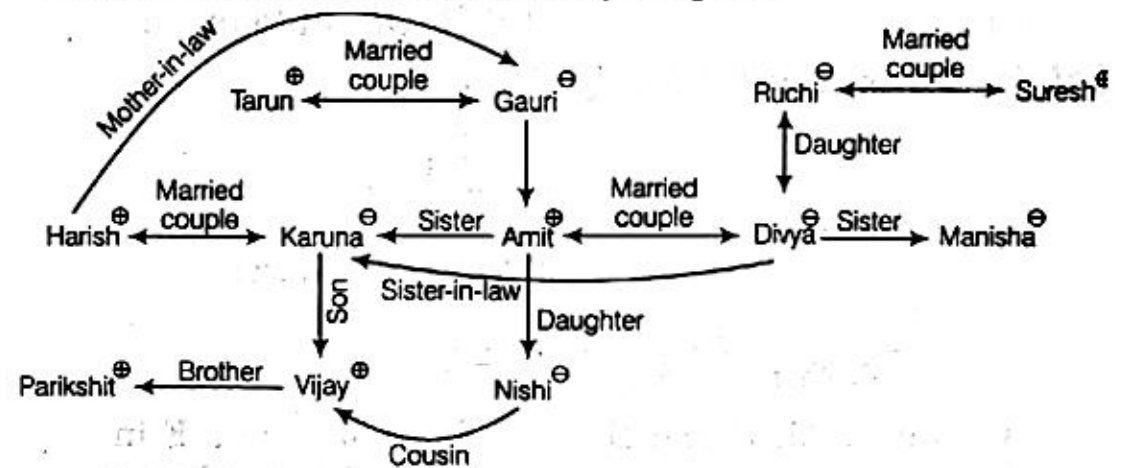 Mother-in-law
Married
couple
Tarun⊕
Gauri⊖
Married
couple
Ruchi⊖
Suresh⊕
Daughter
Married
couple
Harish⊕
Karuna⊖
Sister
Amit⊕
Married
couple
Divya⊖
Sister
Manisha⊖
Sister-in-law
Son
Daughter
Parikshit⊕
Brother
Vijay⊕
Nishi⊖
Cousin